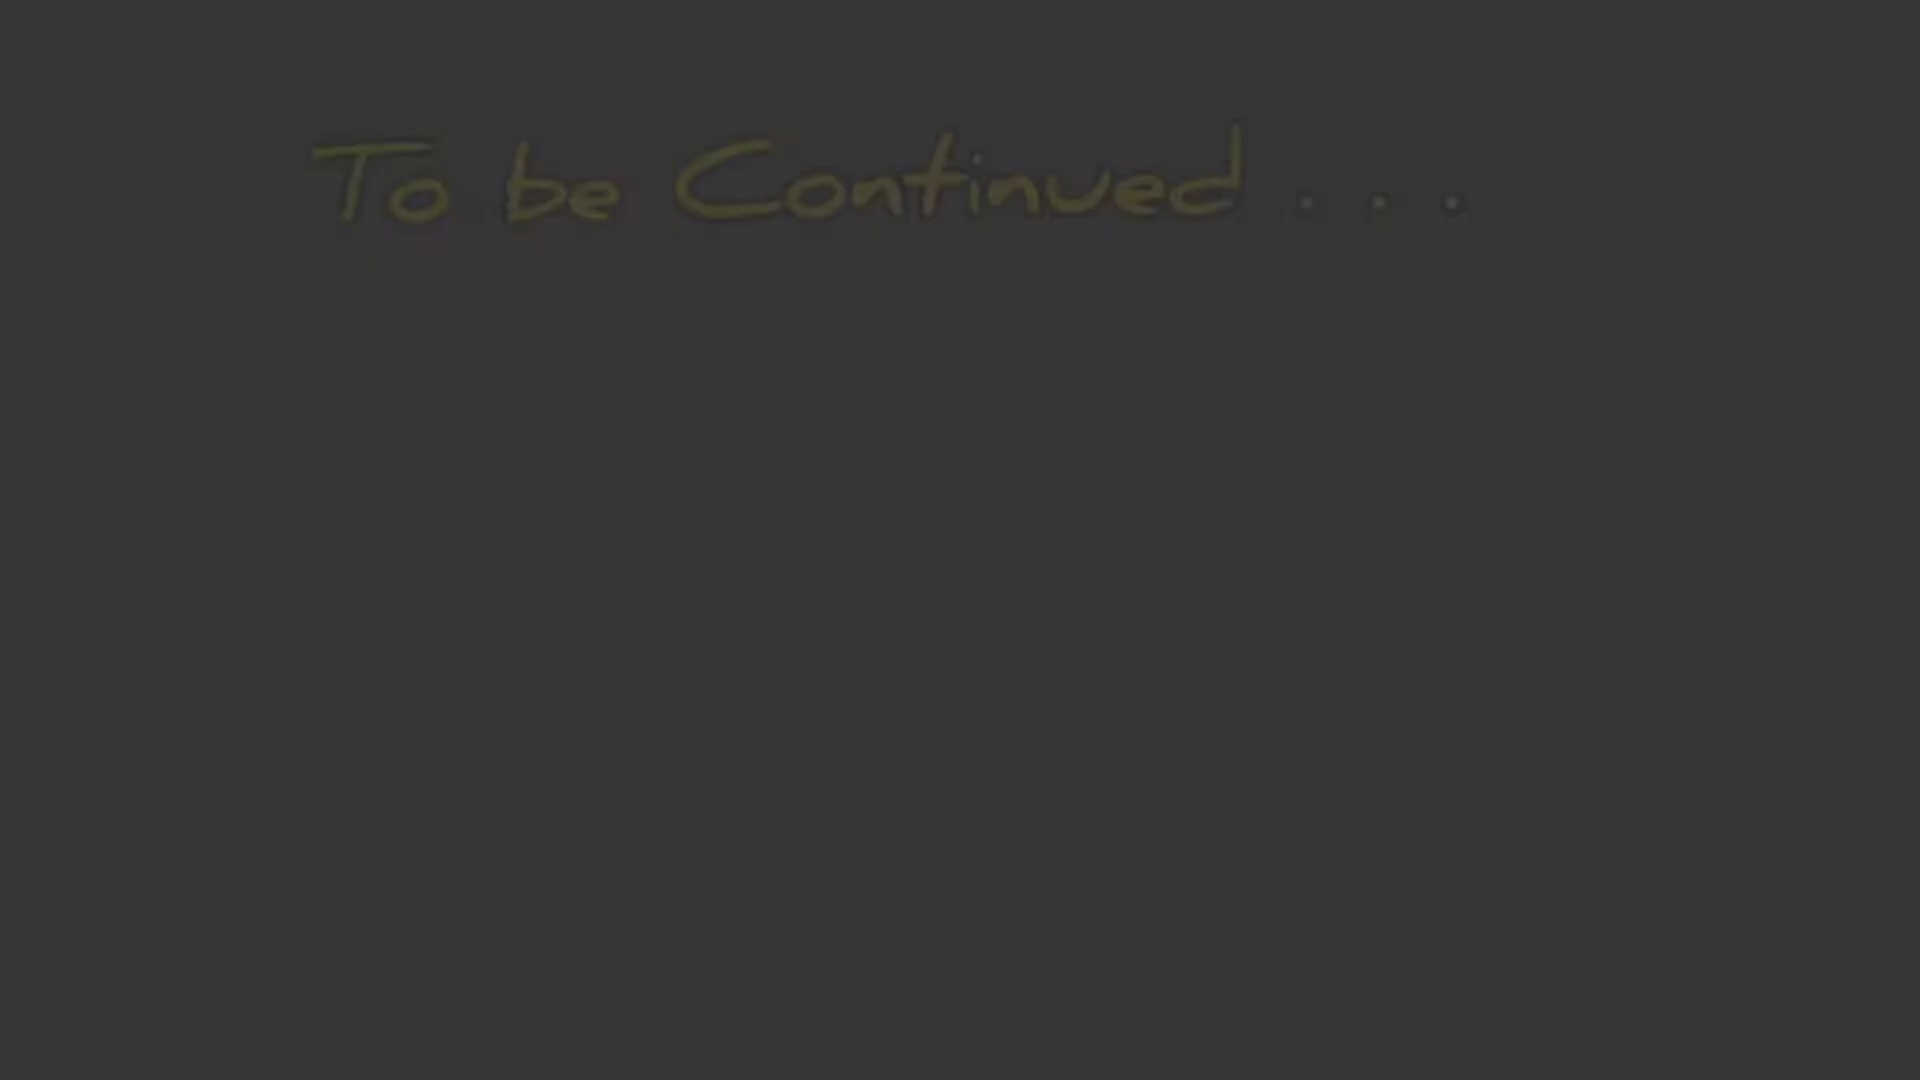 To be Continued . . .